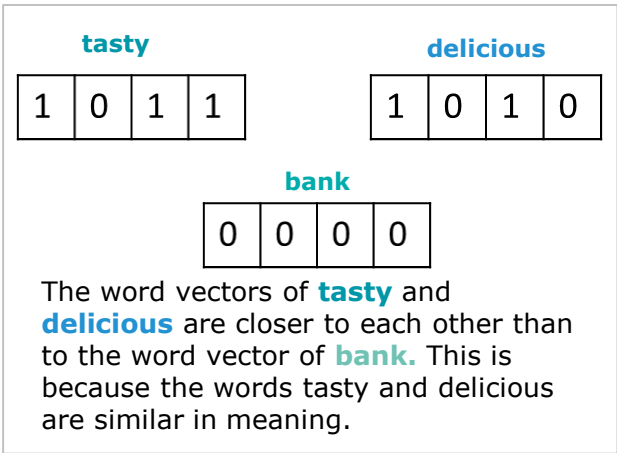 tasty
delicious
1 0 1 1
1 0 1 0
bank
0 0 0 0
The word vectors of tasty and
delicious are closer to each other than
to the word vector of bank. This is
because the words tasty and delicious
are similar in meaning.